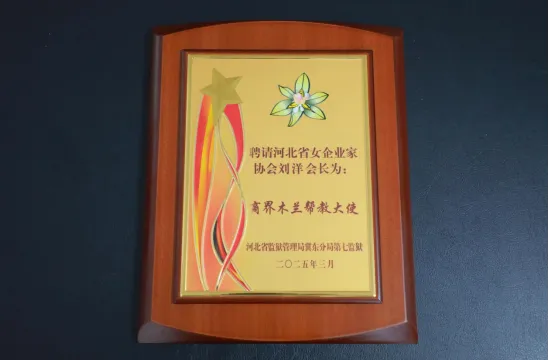 聘请河北省女企业家
协会刘洋会长为：
商界木兰帮教大使
河北省监狱管理局冀东分局第七监狱
二〇二五年三月